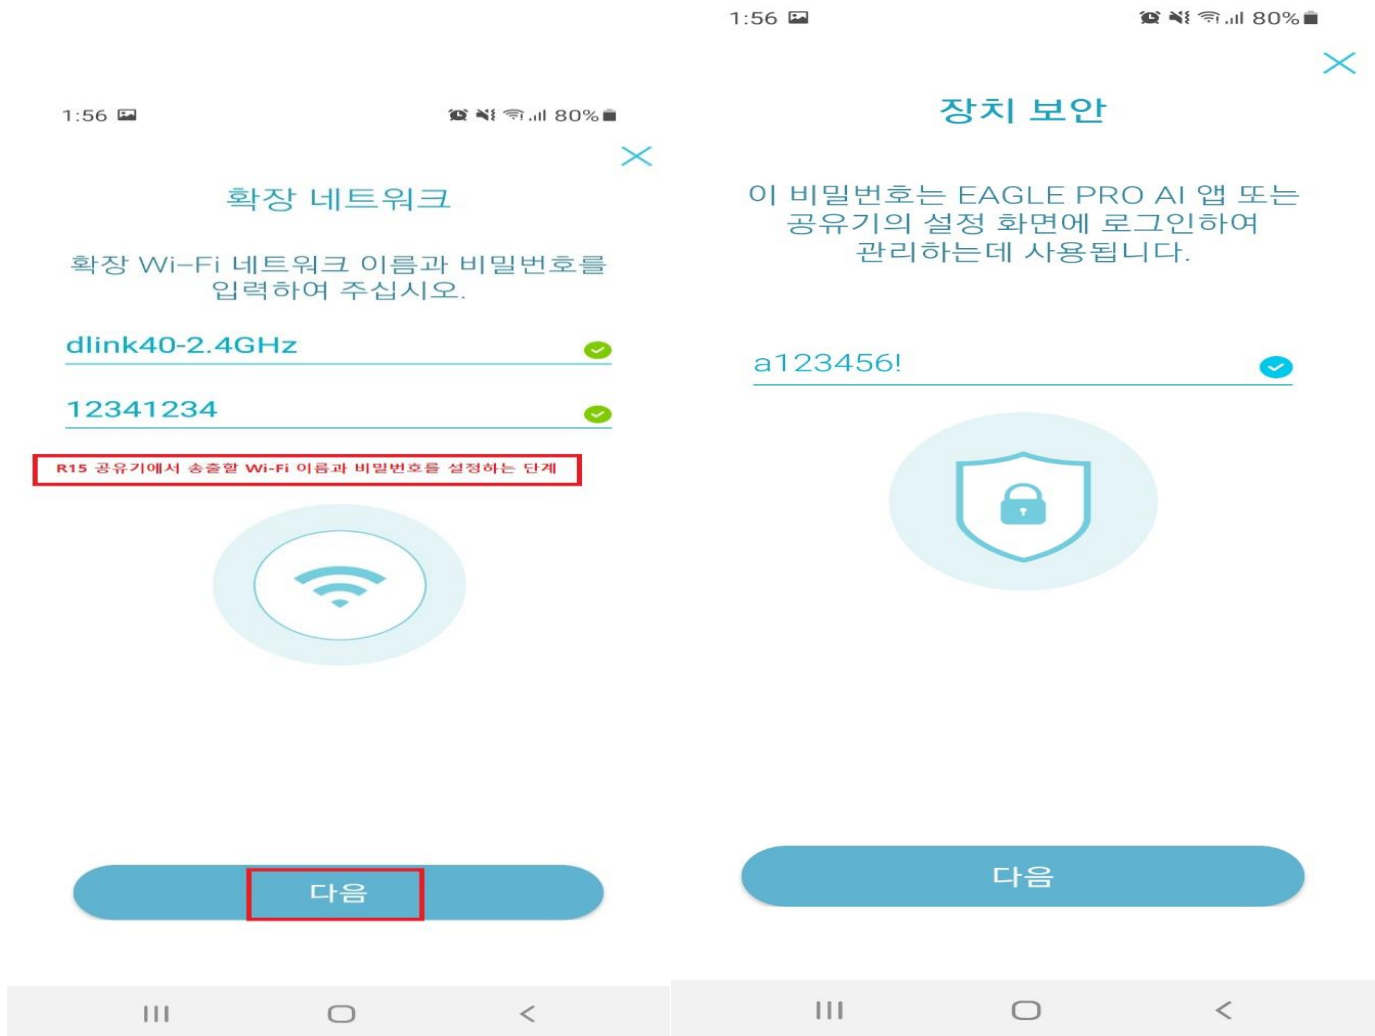 1:56
80%
확장 네트워크
확장 Wi-Fi 네트워크 이름과 비밀번호를
입력하여 주십시오.
dlink40-2.4GHz
12341234
R15 공유기에서 송출할 Wi-Fi 이름과 비밀번호를 설정하는 단계
다음
1:56
80%
장치 보안
이 비밀번호는 EAGLE PRO AI 앱 또는
공유기의 설정 화면에 로그인하여
관리하는데 사용됩니다.
a123456!
다음